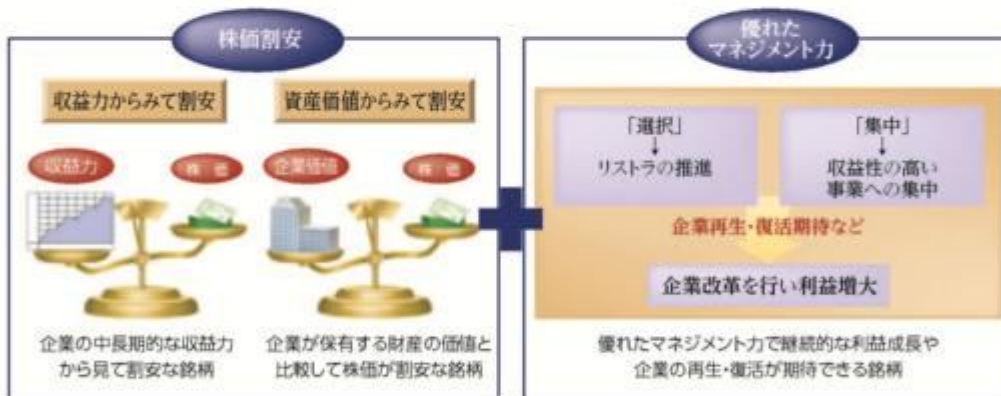 株価割安
収益力からみて割安
資産価値からみて割安
収益力
株価
企業価値
株価
企業の中長期的な収益力
から見て割安な銘柄
企業が保有する財産の価値と
比較して株価が割安な銘柄
優れた
マネジメント力
「選択」
リストラの推進
「集中」
収益性の高い
事業への集中
企業再生・復活期待など
企業改革を行い利益増大
優れたマネジメント力で継続的な利益成長や
企業の再生・復活が期待できる銘柄